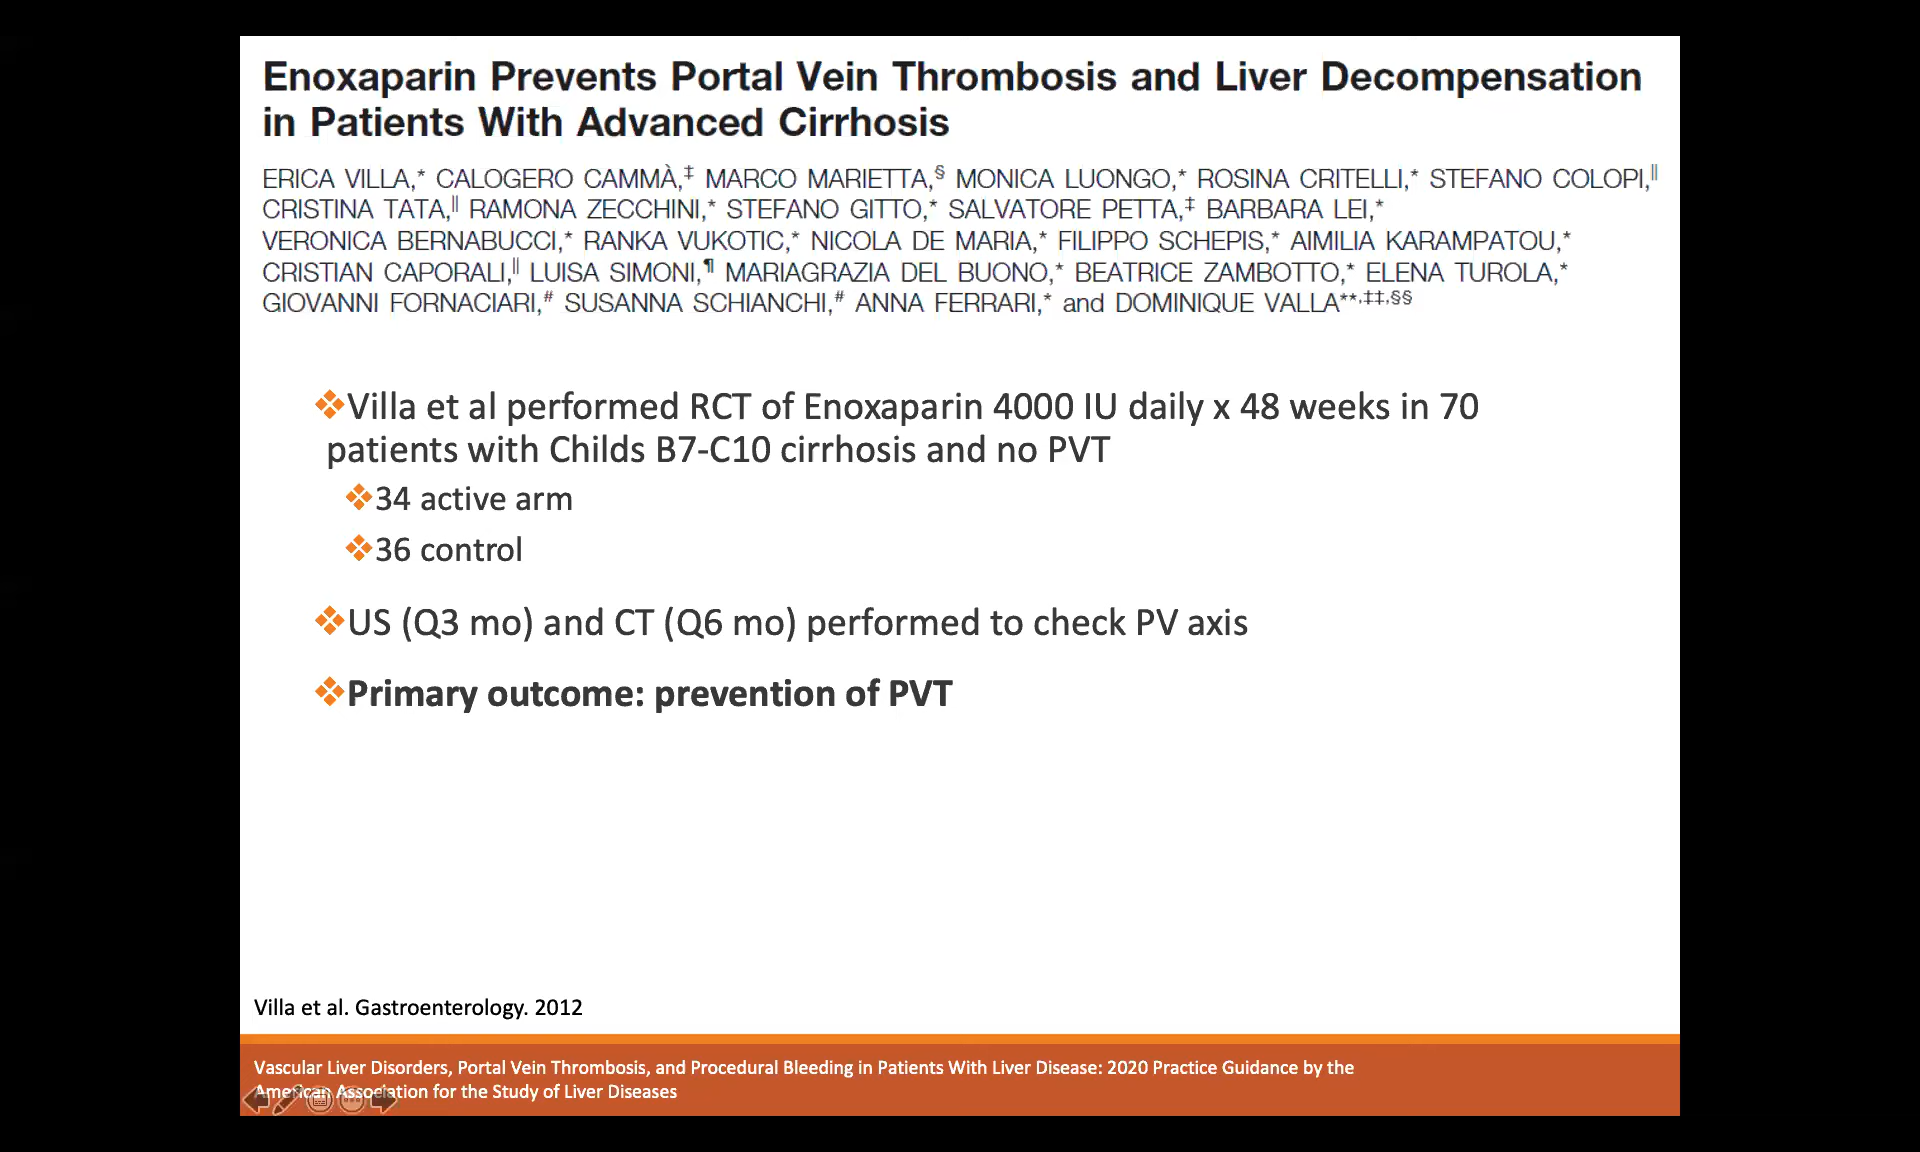 Enoxaparin Prevents Portal Vein Thrombosis and Liver Decompensation
in Patients With Advanced Cirrhosis
ERICA VILLA,* CALOGERO CAMMÀ,‡ MARCO MARIETTA,§ MONICA LUONGO,* ROSINA CRITELLI,* STEFANO COLOPI,‖
CRISTINA TATA,‖ RAMONA ZECCHINI,* STEFANO GITTO,* SALVATORE PETTA,‡ BARBARA LEI,*
VERONICA BERNABUCCI,* RANKA VUKOTIC,* NICOLA DE MARIA,* FILIPPO SCHEPIS,* AIMILIA KARAMPATOU,*
CRISTIAN CAPORALI,‖ LUISA SIMONI,¶ MARIAGRAZIA DEL BUONO,* BEATRICE ZAMBOTTO,* ELENA TUROLA,*
GIOVANNI FORNACIARI,# SUSANNA SCHIANCHI,# ANNA FERRARI,* and DOMINIQUE VALLA**,‡‡,§§
❖Villa et al performed RCT of Enoxaparin 4000 IU daily x 48 weeks in 70
patients with Childs B7-C10 cirrhosis and no PVT
❖34 active arm
❖36 control
❖US (Q3 mo) and CT (Q6 mo) performed to check PV axis
❖Primary outcome: prevention of PVT
Villa et al. Gastroenterology. 2012
Vascular Liver Disorders, Portal Vein Thrombosis, and Procedural Bleeding in Patients With Liver Disease: 2020 Practice Guidance by the
American Association for the Study of Liver Diseases